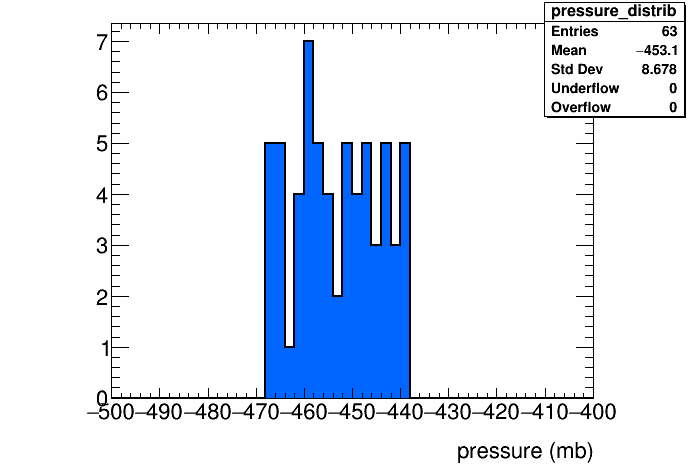 pressure_distrib
Entries 63
Mean −453.1
Std Dev 8.678
Underflow 0
Overflow 0
7
6
5
4
3
2
1
0
−500 −490 −480 −470 −460 −450 −440 −430 −420 −410 −400
pressure (mb)